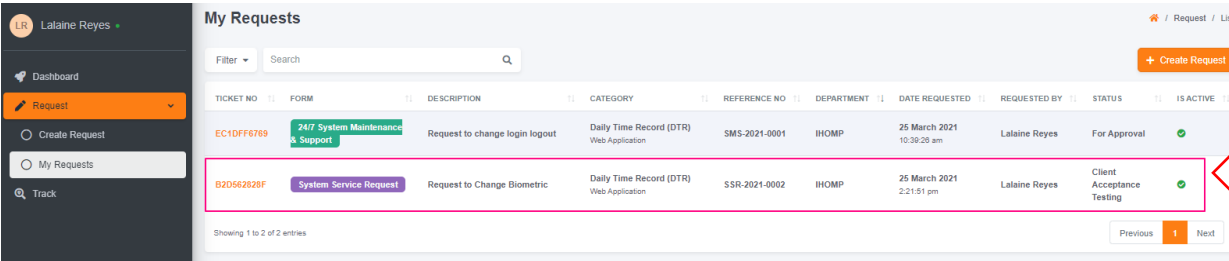 LR Lalaine Reyes
Dashboard
Request
Create Request
My Requests
Track
My Requests
/ Request /
Filter
Search
+ Create Request
TICKET NO FORM DESCRIPTION CATEGORY REFERENCE NO DEPARTMENT DATE REQUESTED REQUESTED BY STATUS IS ACTIVE
EC1DFF6769
24/7 System Maintenance
& Support
Request to change login logout
Daily Time Record (DTR)
Web Application
SMS-2021-0001
IHOMP
25 March 2021
10:39:26 am
Lalaine Reyes
For Approval
B2D562828F
System Service Request
Request to Change Biometric
Daily Time Record (DTR)
Web Application
SSR-2021-0002
IHOMP
25 March 2021
2:21:51 pm
Lalaine Reyes
Client
Acceptance
Testing
Showing 1 to 2 of 2 entries
Previous 1 Next